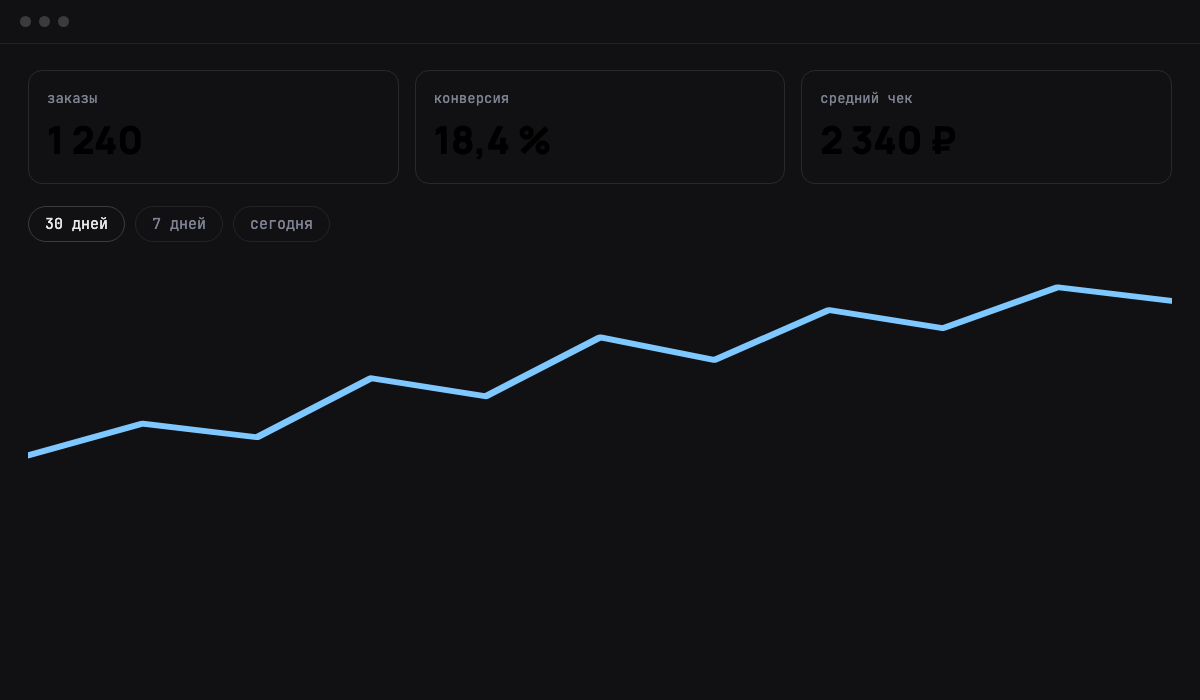 заказы
1 240
конверсия
18,4 %
средний чек
2 340 ₽
30 дней
7 дней
сегодня